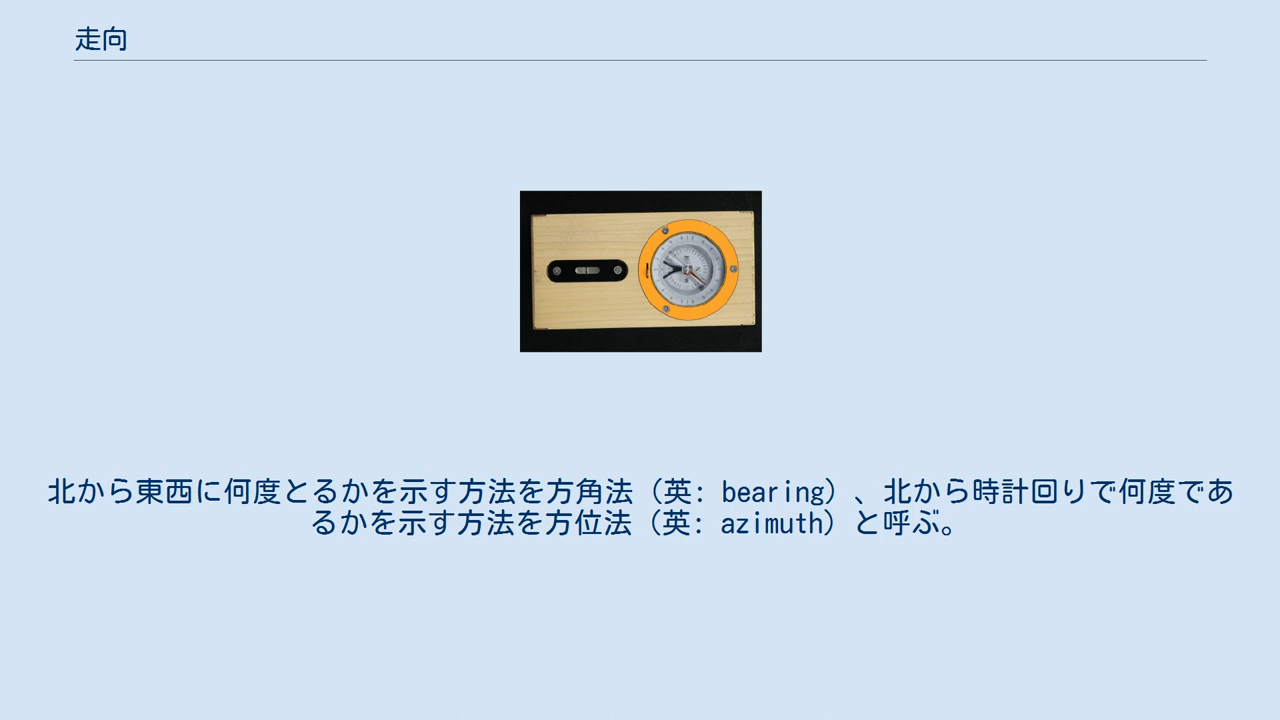 走向
北から東西に何度とるかを示す方法を方角法（英: bearing）、北から時計回りで何度であ
るかを示す方法を方位法（英: azimuth）と呼ぶ。